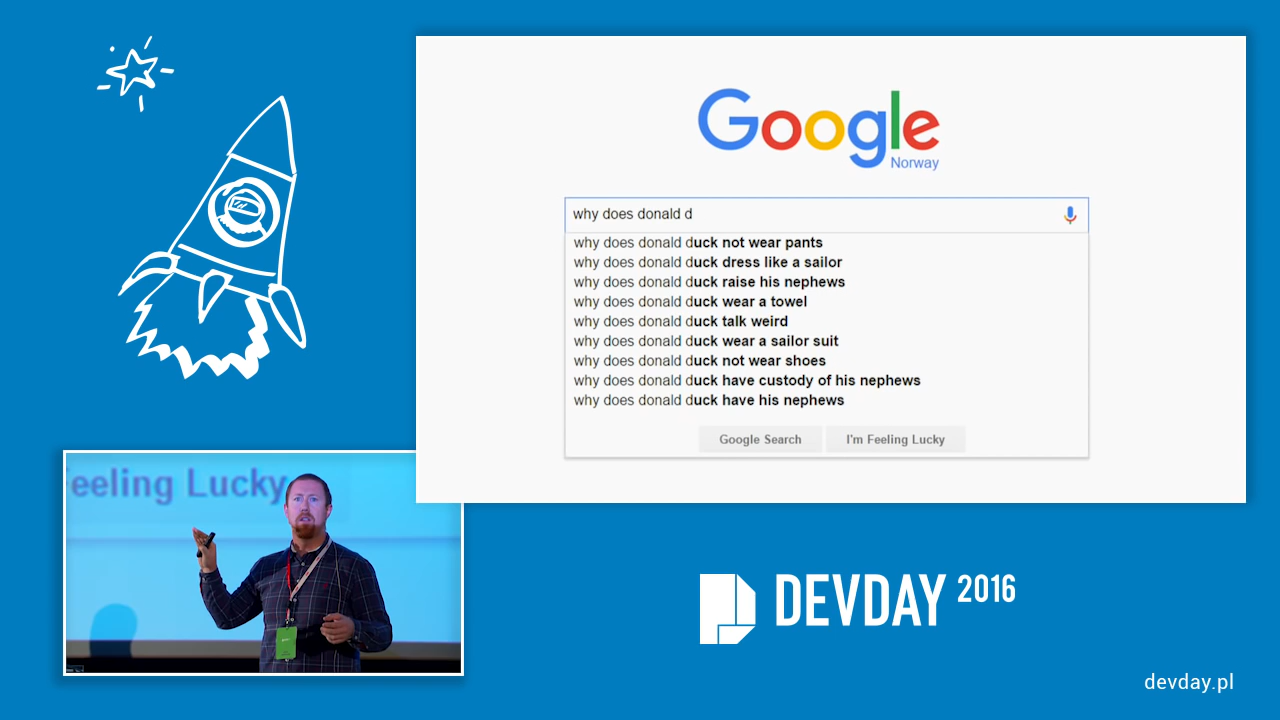 Google
Norway
why does donald d
why does donald duck not wear pants
why does donald duck dress like a sailor
why does donald duck raise his nephews
why does donald duck wear a towel
why does donald duck talk weird
why does donald duck wear a sailor suit
why does donald duck not wear shoes
why does donald duck have custody of his nephews
why does donald duck have his nephews
Google Search I'm Feeling Lucky
eeling Lucky
DEVDAY 2016
devday.pl